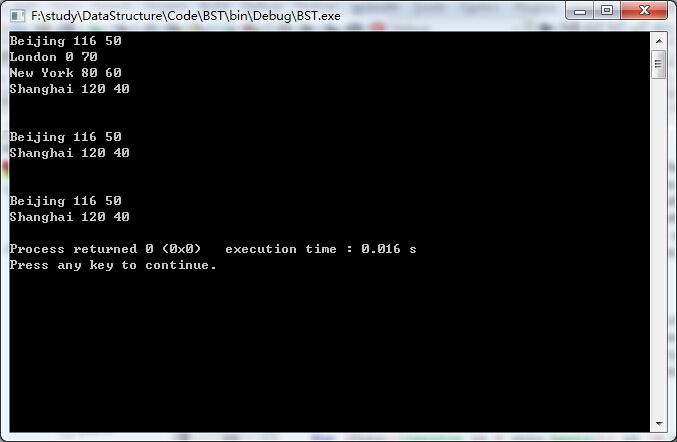 F:\study\DataStructure\Code\BST\bin\Debug\BST.exe
Beijing 116 50
London 0 70
New York 80 60
Shanghai 120 40
Beijing 116 50
Shanghai 120 40
Beijing 116 50
Shanghai 120 40
Process returned 0 (0x0)   execution time : 0.016 s
Press any key to continue.